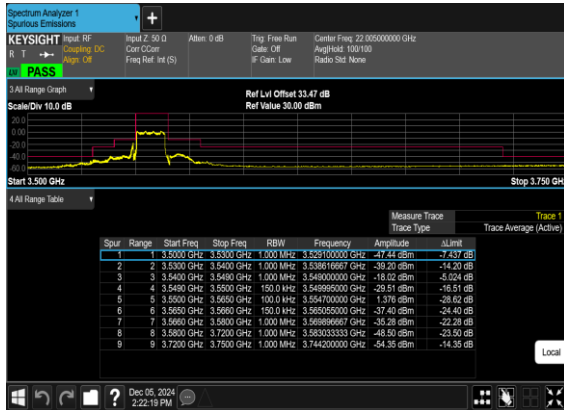 Spectrum Analyzer 1
Spurious Emissions
KEYSIGHT Input: RF Input Z: 50 Ω Atten: 0 dB Trig: Free Run Center Freq: 22.005000000 GHz
R T Coupling: DC Corr CCorr Gate: Off Avg|Hold: 100/100
Align: Off Freq Ref: Int (S) IF Gain: Low Radio Std: None
PASS
3 All Range Graph
Ref Lvl Offset 33.47 dB
Scale/Div 10.0 dB Ref Value 30.00 dBm
20.0
0.00
-20.0
-40.0
-60.0
Start 3.500 GHz Stop 3.750 GHz
4 All Range Table
Measure Trace Trace 1
Trace Type Trace Average (Active)
Spur Range Start Freq Stop Freq RBW Frequency Amplitude ΔLimit
1 1 3.5000 GHz 3.5300 GHz 1.000 MHz 3.529100000 GHz -47.44 dBm -7.437 dB
2 2 3.5300 GHz 3.5400 GHz 1.000 MHz 3.538616667 GHz -39.20 dBm -14.20 dB
3 3 3.5400 GHz 3.5490 GHz 1.000 MHz 3.549000000 GHz -18.02 dBm -5.024 dB
4 4 3.5490 GHz 3.5500 GHz 150.0 kHz 3.549995000 GHz -29.51 dBm -16.51 dB
5 5 3.5500 GHz 3.5650 GHz 100.0 kHz 3.554700000 GHz 1.376 dBm -28.62 dB
6 6 3.5650 GHz 3.5660 GHz 150.0 kHz 3.565055000 GHz -37.40 dBm -24.40 dB
7 7 3.5660 GHz 3.5800 GHz 1.000 MHz 3.569896667 GHz -35.28 dBm -22.28 dB
8 8 3.5800 GHz 3.7200 GHz 1.000 MHz 3.583033333 GHz -48.50 dBm -23.50 dB
9 9 3.7200 GHz 3.7500 GHz 1.000 MHz 3.744200000 GHz -54.35 dBm -14.35 dB
Local
? Dec 05, 2024
2:22:19 PM